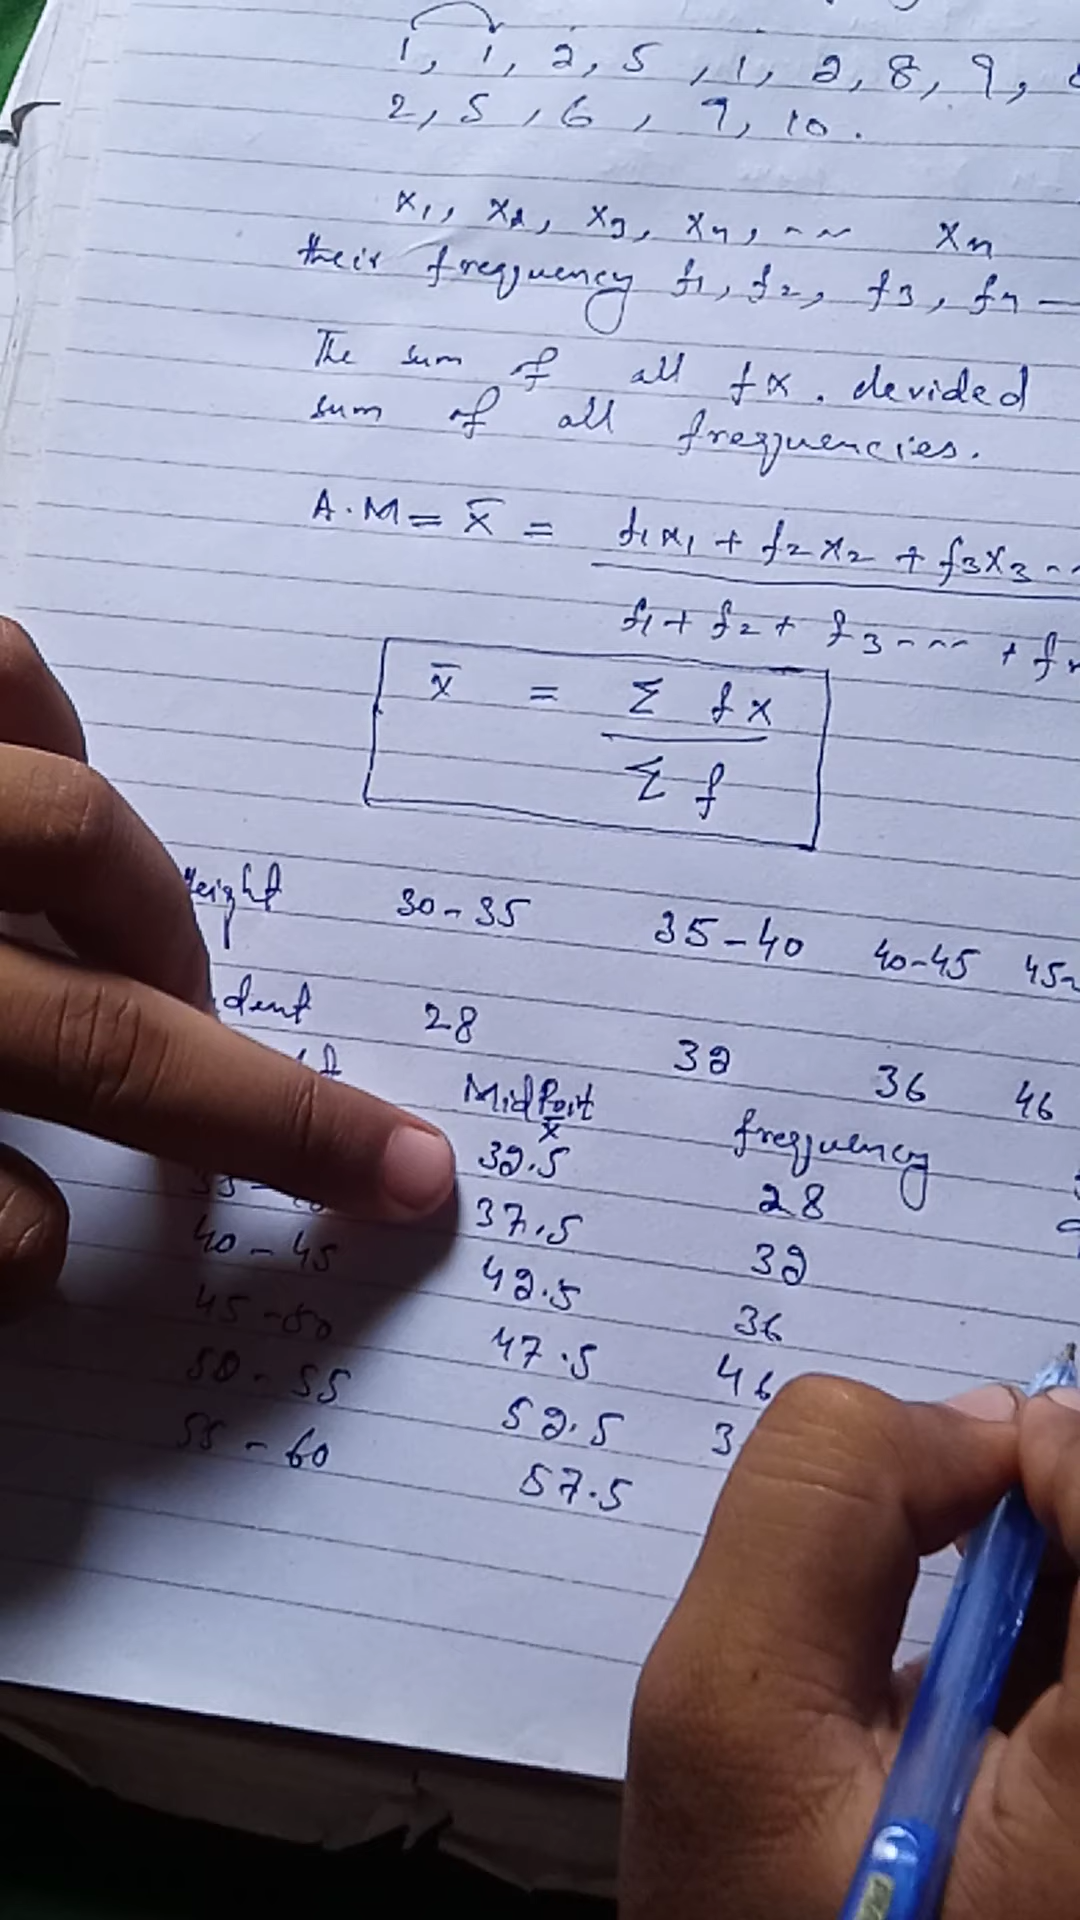 1, 1, 2, 5, 1, 2, 8, 9,
2, 5, 6, 9, 10.
x1, x2, x3, x4, ... xn
their frequency f1, f2, f3, f4 —
The sum of all fx. devided
sum of all frequencies.
A.M = x̄ = f1x1 + f2x2 + f3x3 ...
f1 + f2 + f3 .... + fn
x̄ = Σ fx
Σ f
30-35 35-40 40-45 45-
28 32 36 46
MidPoit frequency
x
32.5 28
37.5 32
40-45 42.5 36
45-50 47.5 46
50-55 52.5 3
55-60 57.5